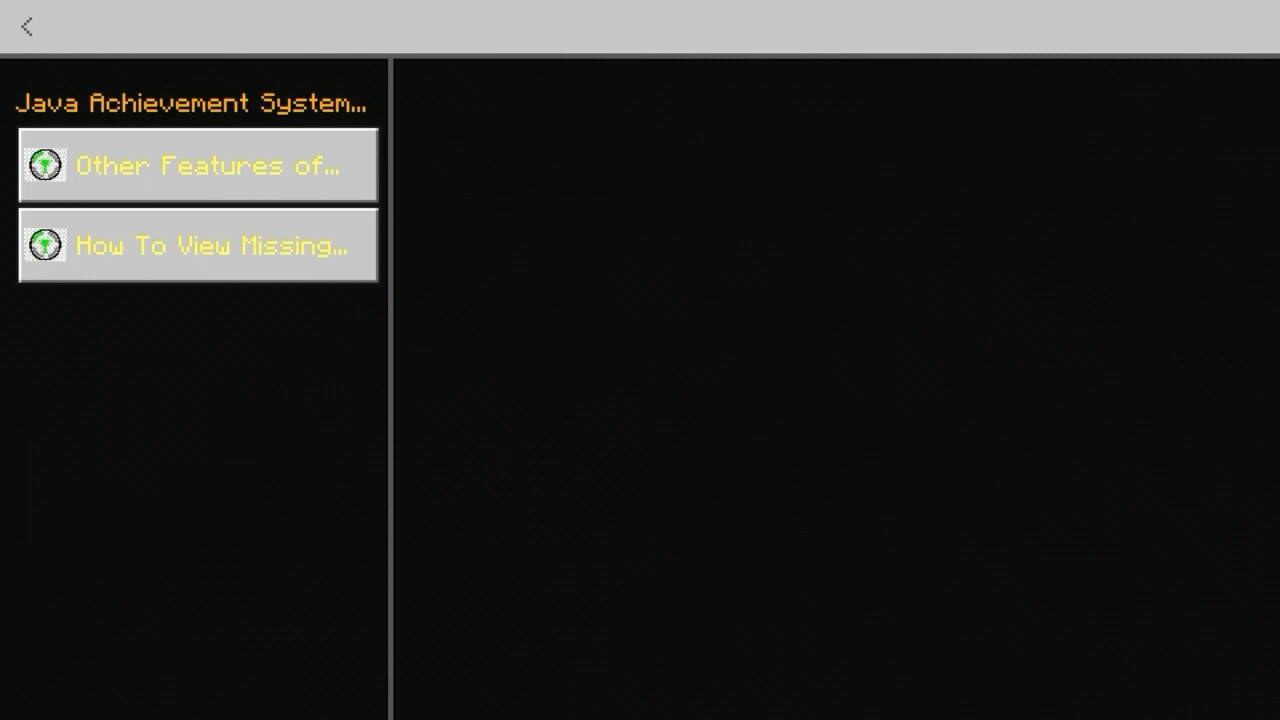 Java Achievement System...
Other Features of...
How To View Missing...